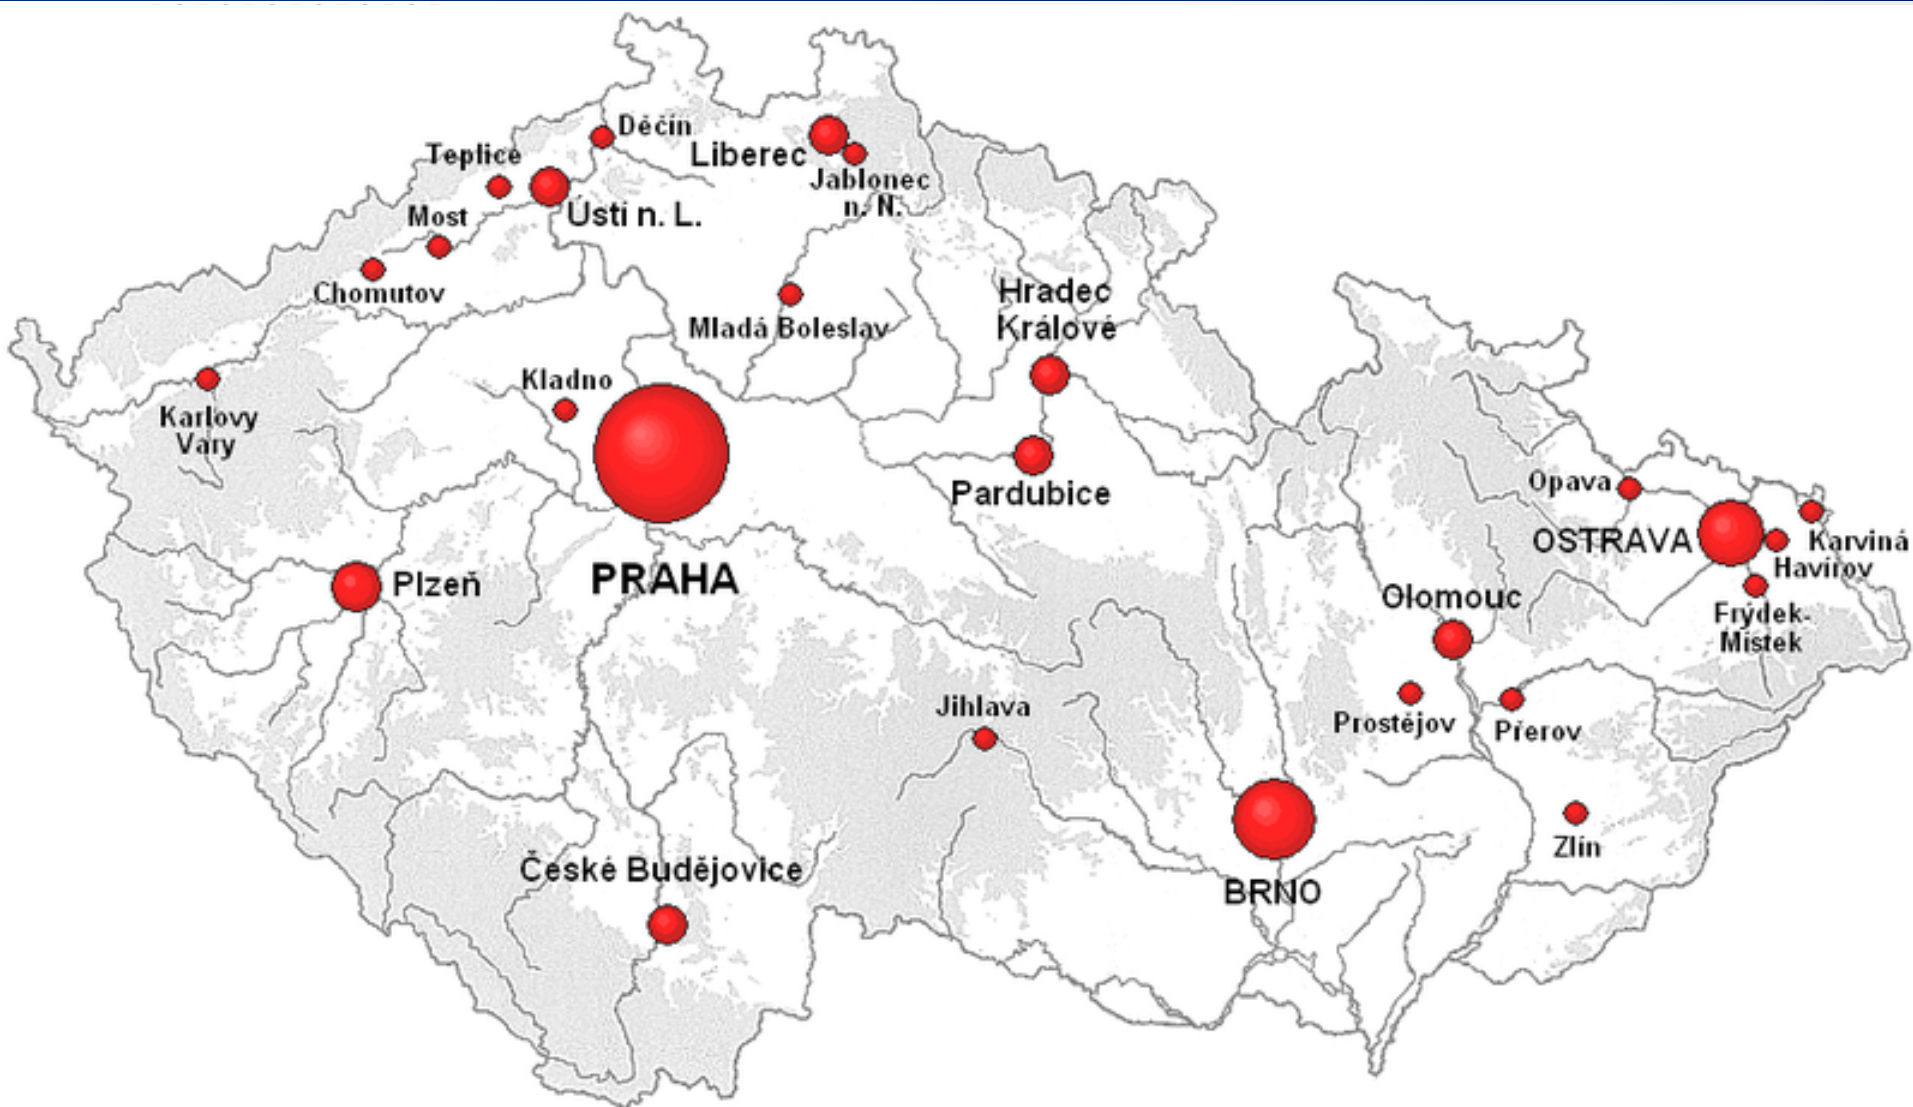 Děčín
Teplice
Liberec
Jablonec
n. N.
Most
Ústí n. L.
Chomutov
Hradec
Králové
Mladá Boleslav
Kladno
Karlovy
Vary
Pardubice
Opava
OSTRAVA
Karviná
Havířov
PRAHA
Plzeň
Olomouc
Frýdek-
Místek
Jihlava
Prostějov
Přerov
Zlín
České Budějovice
BRNO